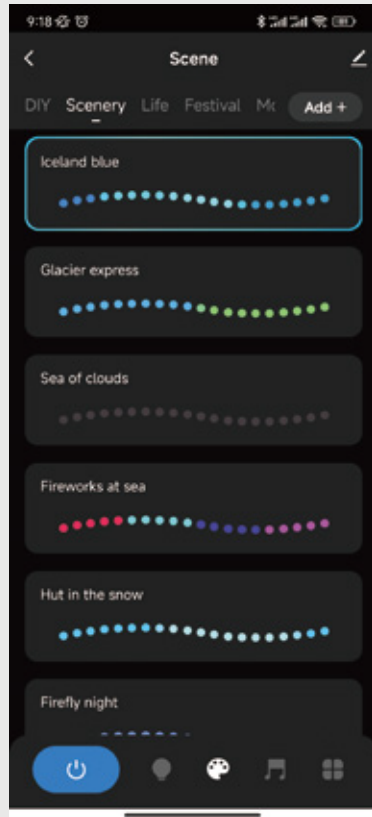 9:18
Scene
DIY Scenery Life Festival Mc Add +
Iceland blue
Glacier express
Sea of clouds
Fireworks at sea
Hut in the snow
Firefly night